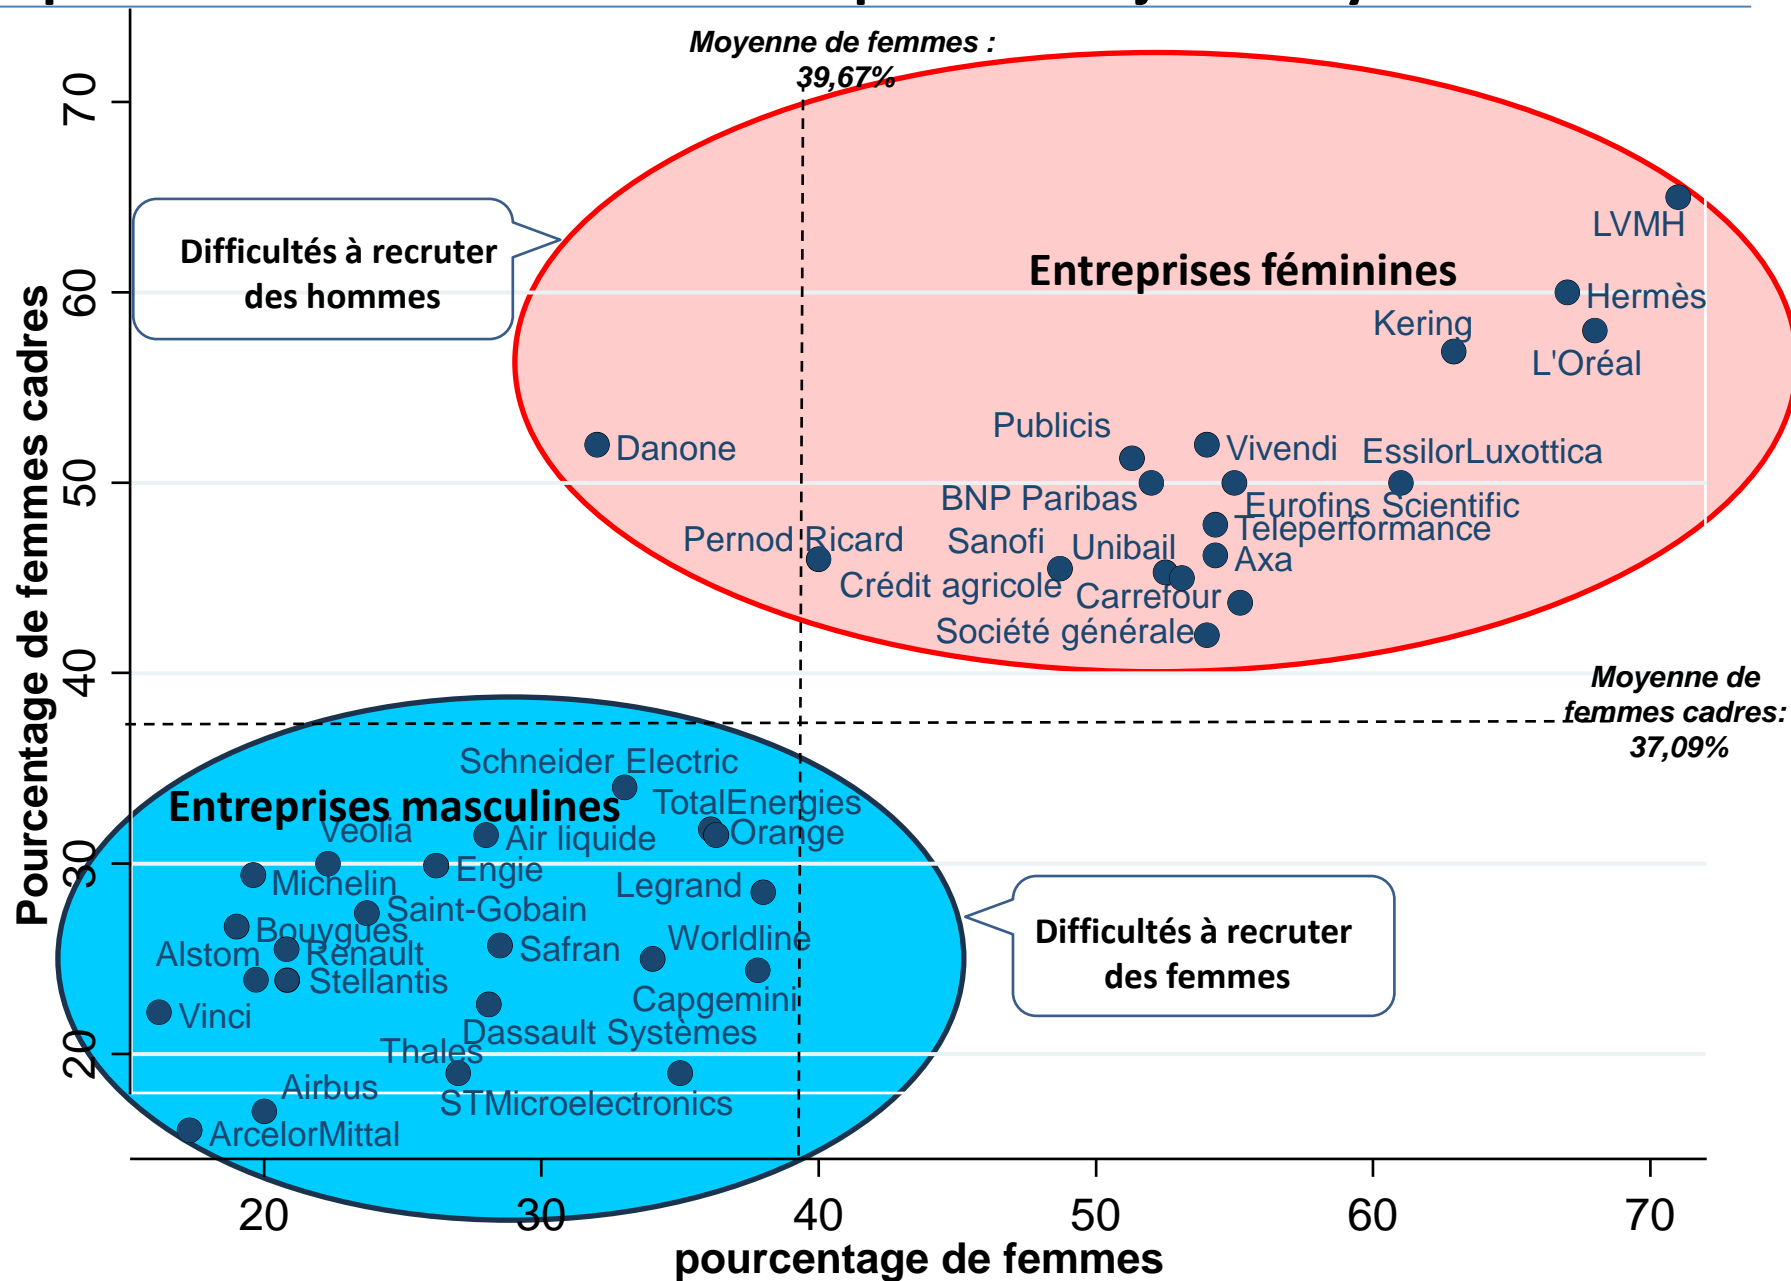 Moyenne de femmes :
39,67%
70
60
50
40
30
20
Pourcentage de femmes cadres
Difficultés à recruter
des hommes
Entreprises féminines
LVMH
Hermès
Kering
L'Oréal
Publicis
Danone
Vivendi
EssilorLuxottica
BNP Paribas
Eurofins Scientific
Teleperformance
Pernod Ricard
Sanofi
Unibail
Axa
Crédit agricole
Carrefour
Société générale
Moyenne de
femmes cadres:
37,09%
Schneider Electric
Entreprises masculines
TotalEnergies
Veolia
Air liquide
Orange
Engie
Michelin
Legrand
Saint-Gobain
Bouygues
Worldline
Alstom
Renault
Safran
Stellantis
Difficultés à recruter
des femmes
Capgemini
Vinci
Dassault Systèmes
Thales
Airbus
STMicroelectronics
ArcelorMittal
20
30
40
50
60
70
pourcentage de femmes